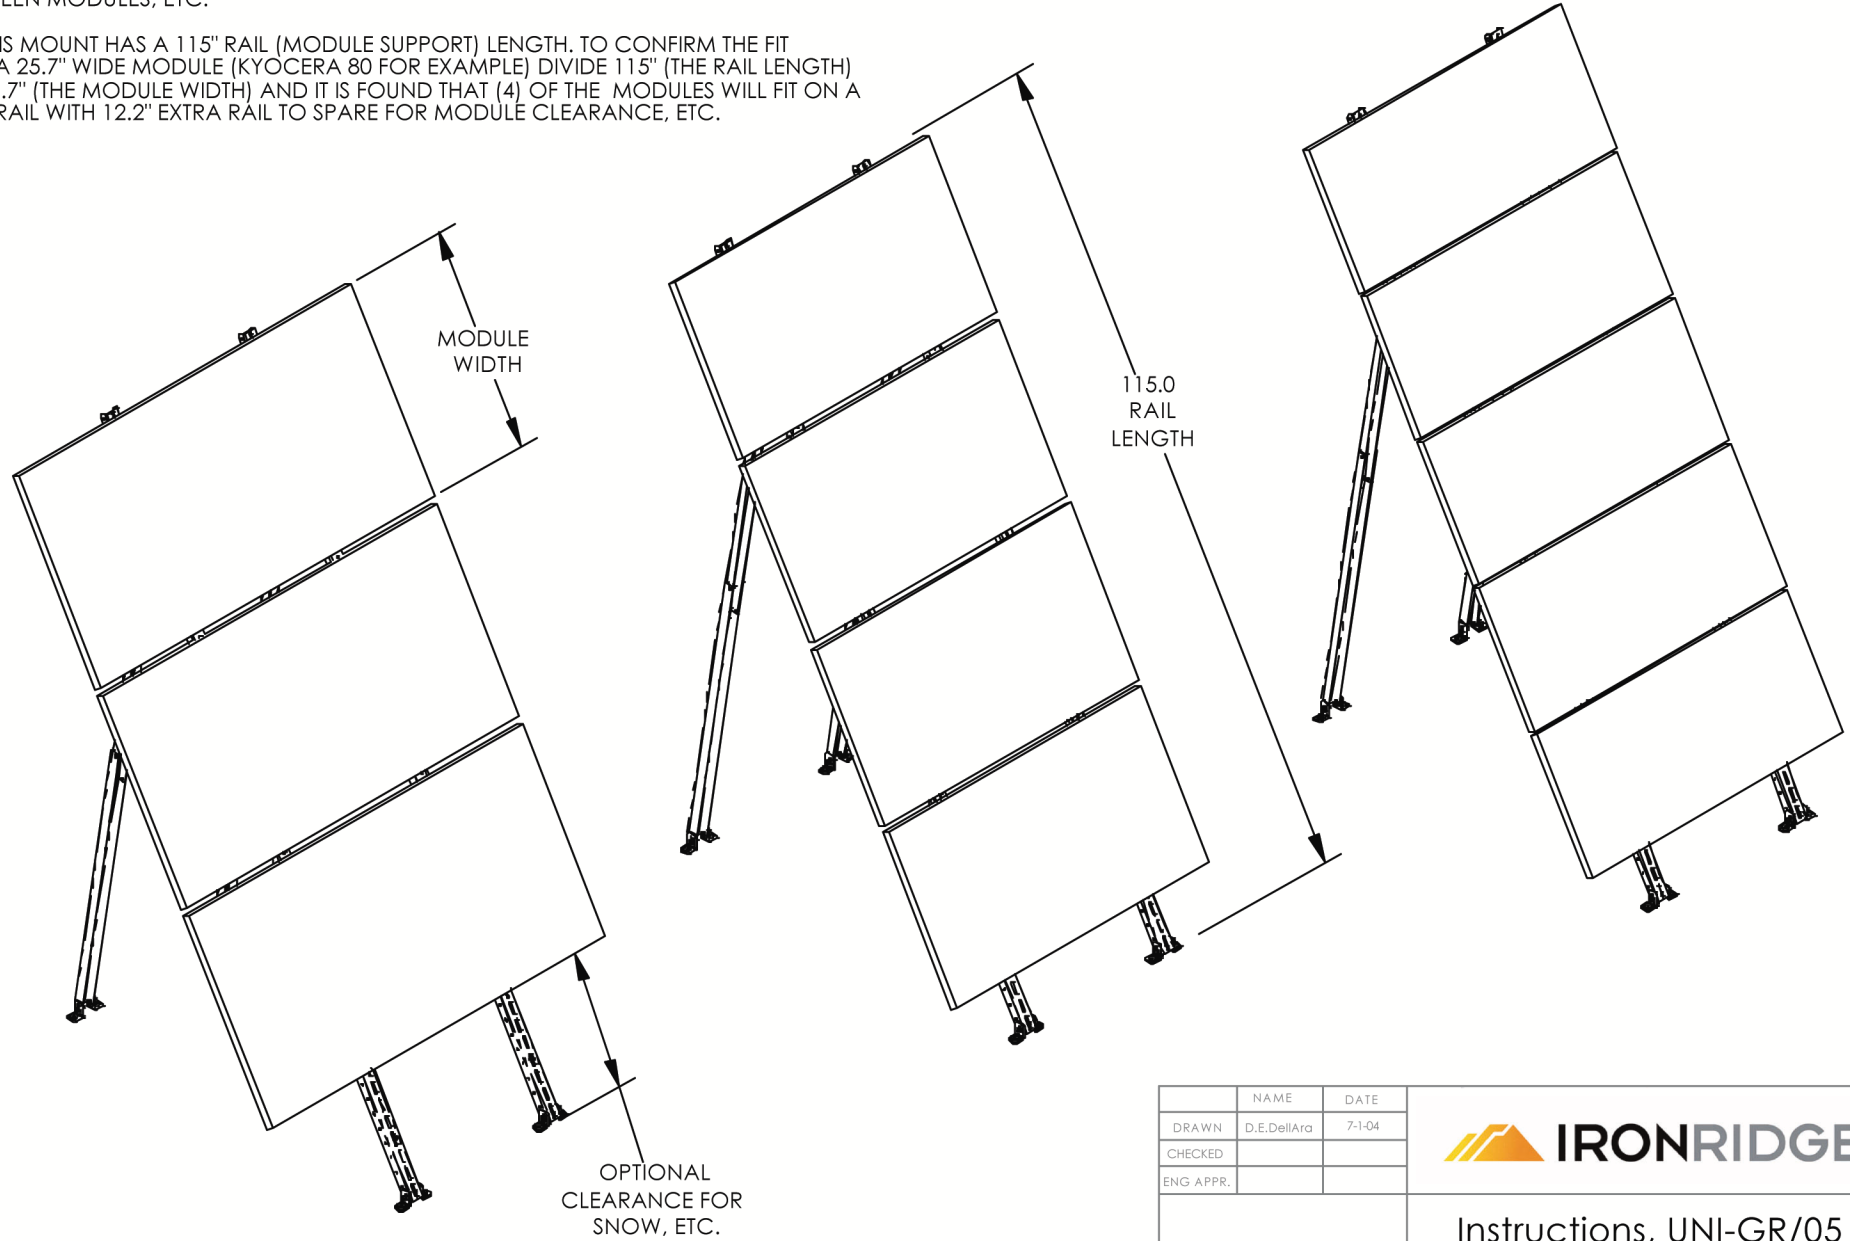 MODULES, ETC.
MOUNT HAS A 115" RAIL (MODULE SUPPORT) LENGTH. TO CONFIRM THE FIT
A 25.7" WIDE MODULE (KYOCERA 80 FOR EXAMPLE) DIVIDE 115" (THE RAIL LENGTH)
.7" (THE MODULE WIDTH) AND IT IS FOUND THAT (4) OF THE MODULES WILL FIT ON A
RAIL WITH 12.2" EXTRA RAIL TO SPARE FOR MODULE CLEARANCE, ETC.
MODULE
WIDTH
115.0
RAIL
LENGTH
OPTIONAL
CLEARANCE FOR
SNOW, ETC.
NAME DATE
DRAWN D.E.DellAra 7-1-04
CHECKED
ENG APPR.
IRONRIDGE
Instructions, UNI-GR/05